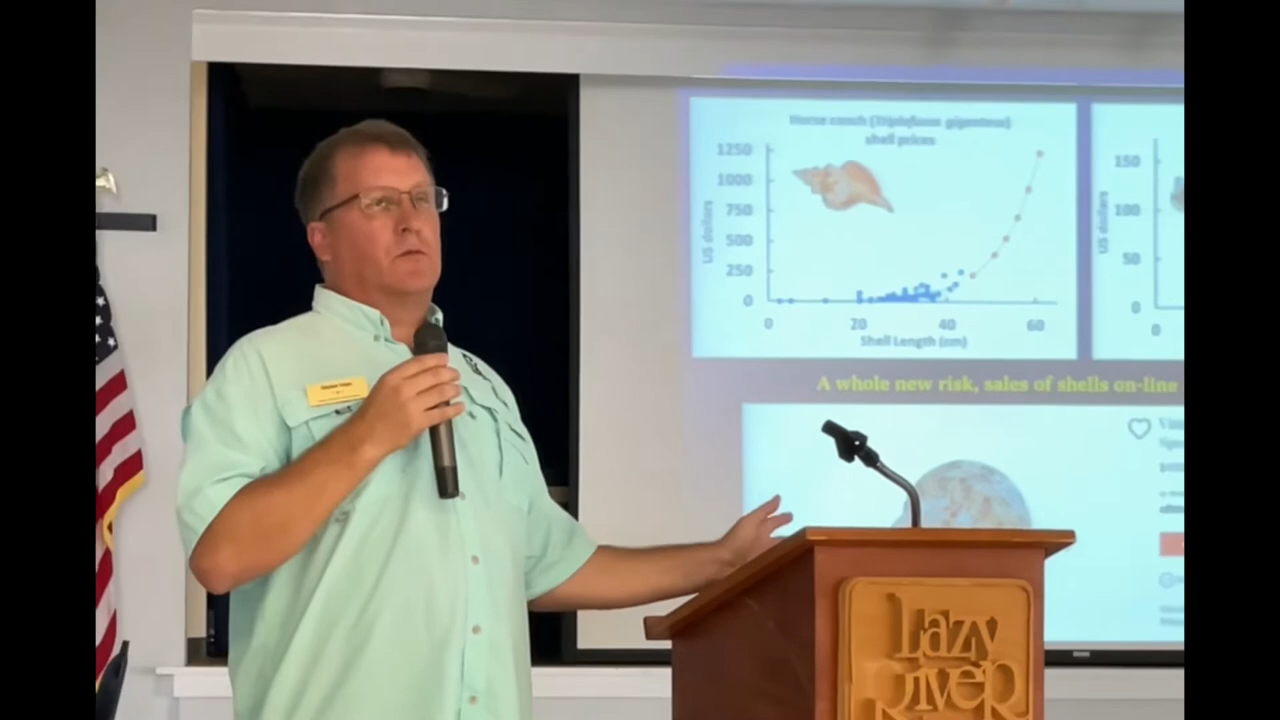 Horse conch (Triplofusus giganteus)
shell prices
1250
1000
750
500
250
0
US dollars
0 20 40 60
Shell Length (cm)
150
100
50
0
US dollars
0
A whole new risk, sales of shells on-line
Lazy
River